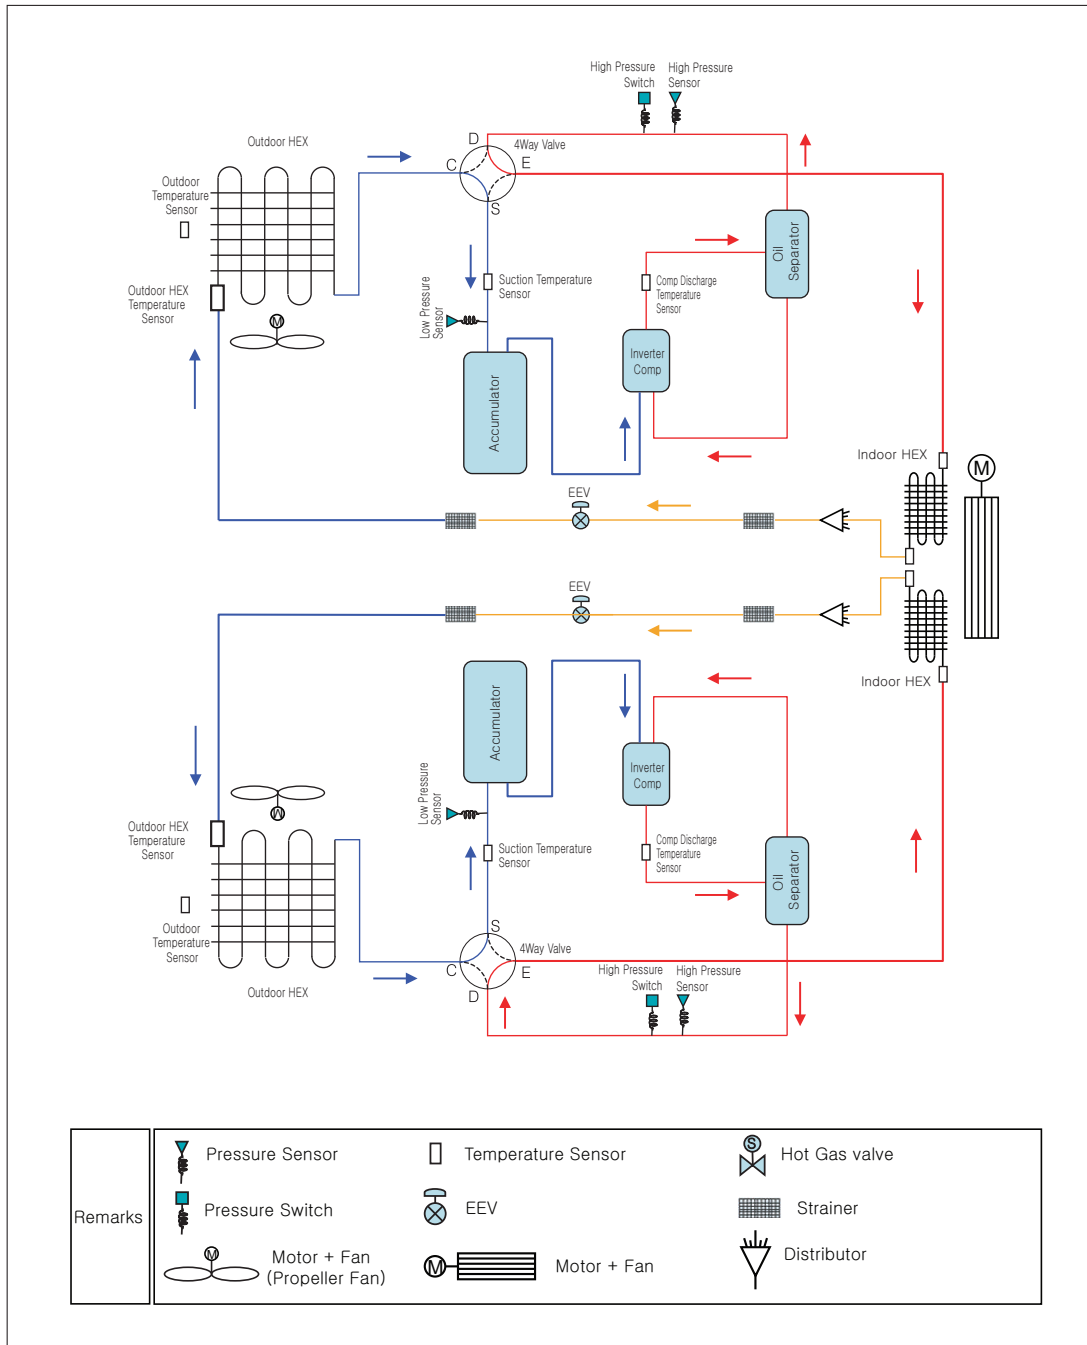 High Pressure
Switch
High Pressure
Sensor
Outdoor HEX
D
4Way Valve
C
E
S
Outdoor
Temperature
Sensor
Oil
Separator
Suction Temperature
Sensor
Comp Discharge
Temperature
Sensor
Outdoor HEX
Temperature
Sensor
M
Low Pressure
Sensor
Inverter
Comp
Accumulator
Indoor HEX
M
EEV
EEV
Indoor HEX
Accumulator
Inverter
Comp
Low Pressure
Sensor
M
Outdoor HEX
Temperature
Sensor
Suction Temperature
Sensor
Comp Discharge
Temperature
Sensor
Oil
Separator
Outdoor
Temperature
Sensor
S
4Way Valve
C
E
D
High Pressure
Switch
High Pressure
Sensor
Outdoor HEX
Remarks
Pressure Sensor
Temperature Sensor
S
Hot Gas valve
Pressure Switch
EEV
Strainer
M
Motor + Fan
(Propeller Fan)
M
Motor + Fan
Distributor